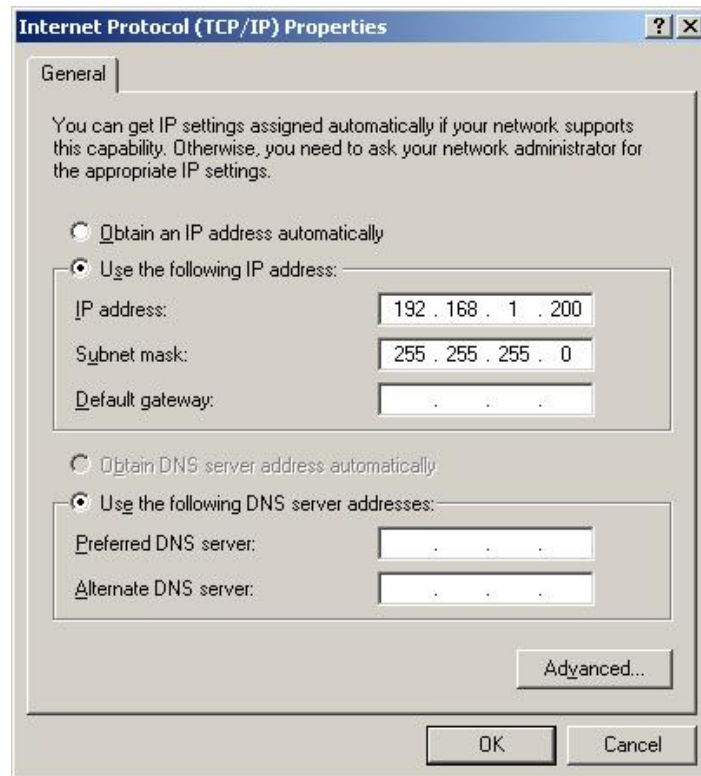 Internet Protocol (TCP/IP) Properties
General
You can get IP settings assigned automatically if your network supports
this capability. Otherwise, you need to ask your network administrator for
the appropriate IP settings.
Obtain an IP address automatically
Use the following IP address:
IP address: 192 . 168 . 1 . 200
Subnet mask: 255 . 255 . 255 . 0
Default gateway: . . .
Obtain DNS server address automatically
Use the following DNS server addresses:
Preferred DNS server: . . .
Alternate DNS server: . . .
Advanced...
OK Cancel